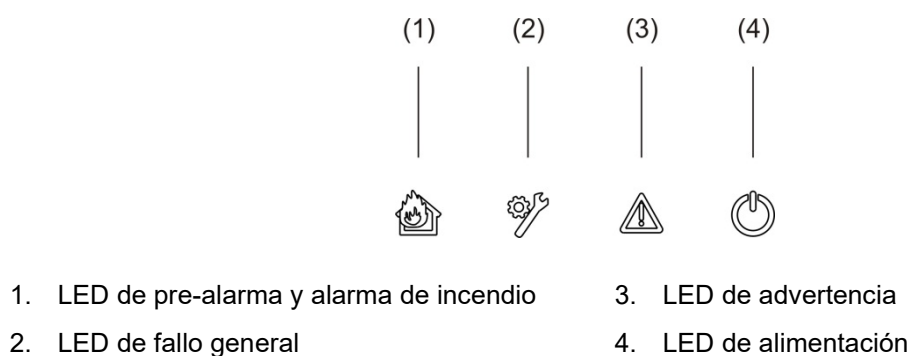 (1) (2) (3) (4)
1. LED de pre-alarma y alarma de incendio
2. LED de fallo general
3. LED de advertencia
4. LED de alimentación